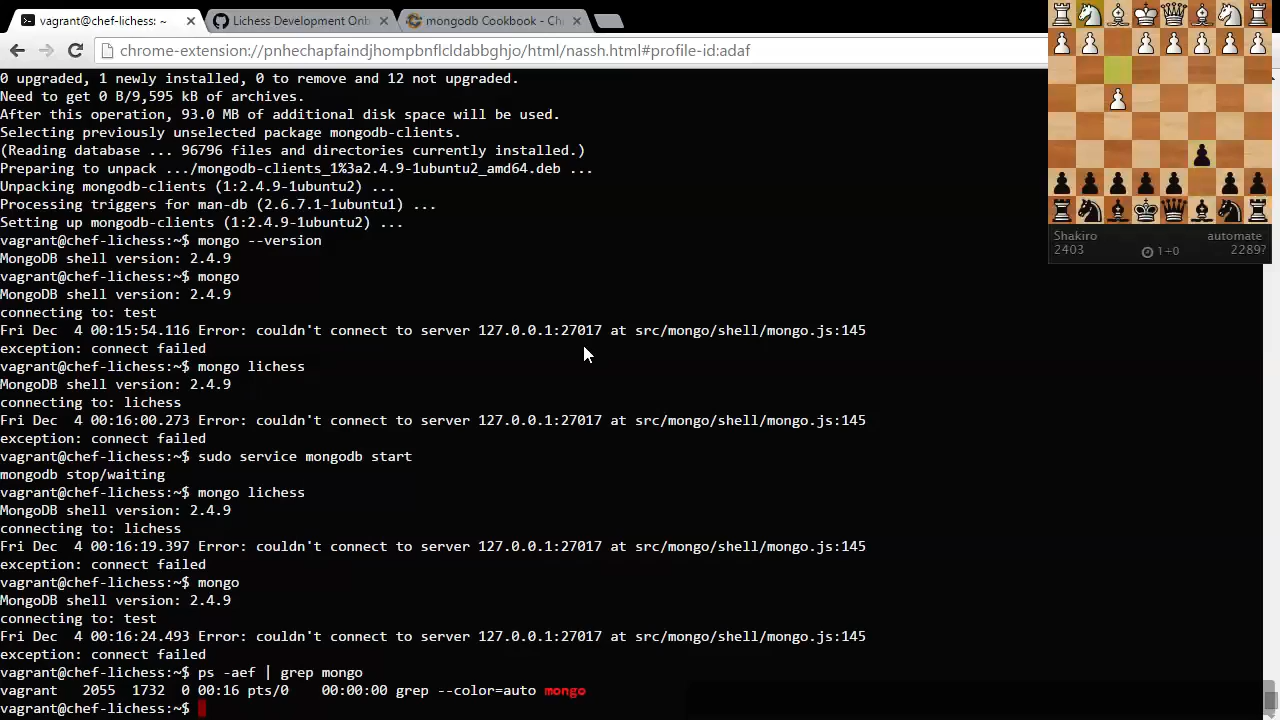 vagrant@chef-lichess: ~
Lichess Development Onb
mongodb Cookbook - Ch
chrome-extension://pnhechapfaindjhompbnflcldabbghjo/html/nassh.html#profile-id:adaf
0 upgraded, 1 newly installed, 0 to remove and 12 not upgraded.
Need to get 0 B/9,595 kB of archives.
After this operation, 93.0 MB of additional disk space will be used.
Selecting previously unselected package mongodb-clients.
(Reading database ... 96796 files and directories currently installed.)
Preparing to unpack .../mongodb-clients_1%3a2.4.9-1ubuntu2_amd64.deb ...
Unpacking mongodb-clients (1:2.4.9-1ubuntu2) ...
Processing triggers for man-db (2.6.7.1-1ubuntu1) ...
Setting up mongodb-clients (1:2.4.9-1ubuntu2) ...
vagrant@chef-lichess:~$ mongo --version
MongoDB shell version: 2.4.9
vagrant@chef-lichess:~$ mongo
MongoDB shell version: 2.4.9
connecting to: test
Fri Dec  4 00:15:54.116 Error: couldn't connect to server 127.0.0.1:27017 at src/mongo/shell/mongo.js:145
exception: connect failed
vagrant@chef-lichess:~$ mongo lichess
MongoDB shell version: 2.4.9
connecting to: lichess
Fri Dec  4 00:16:00.273 Error: couldn't connect to server 127.0.0.1:27017 at src/mongo/shell/mongo.js:145
exception: connect failed
vagrant@chef-lichess:~$ sudo service mongodb start
mongodb stop/waiting
vagrant@chef-lichess:~$ mongo lichess
MongoDB shell version: 2.4.9
connecting to: lichess
Fri Dec  4 00:16:19.397 Error: couldn't connect to server 127.0.0.1:27017 at src/mongo/shell/mongo.js:145
exception: connect failed
vagrant@chef-lichess:~$ mongo
MongoDB shell version: 2.4.9
connecting to: test
Fri Dec  4 00:16:24.493 Error: couldn't connect to server 127.0.0.1:27017 at src/mongo/shell/mongo.js:145
exception: connect failed
vagrant@chef-lichess:~$ ps -aef | grep mongo
vagrant   2055  1732  0 00:16 pts/0    00:00:00 grep --color=auto mongo
vagrant@chef-lichess:~$
Shakiro automate
2403 1+0 2289?